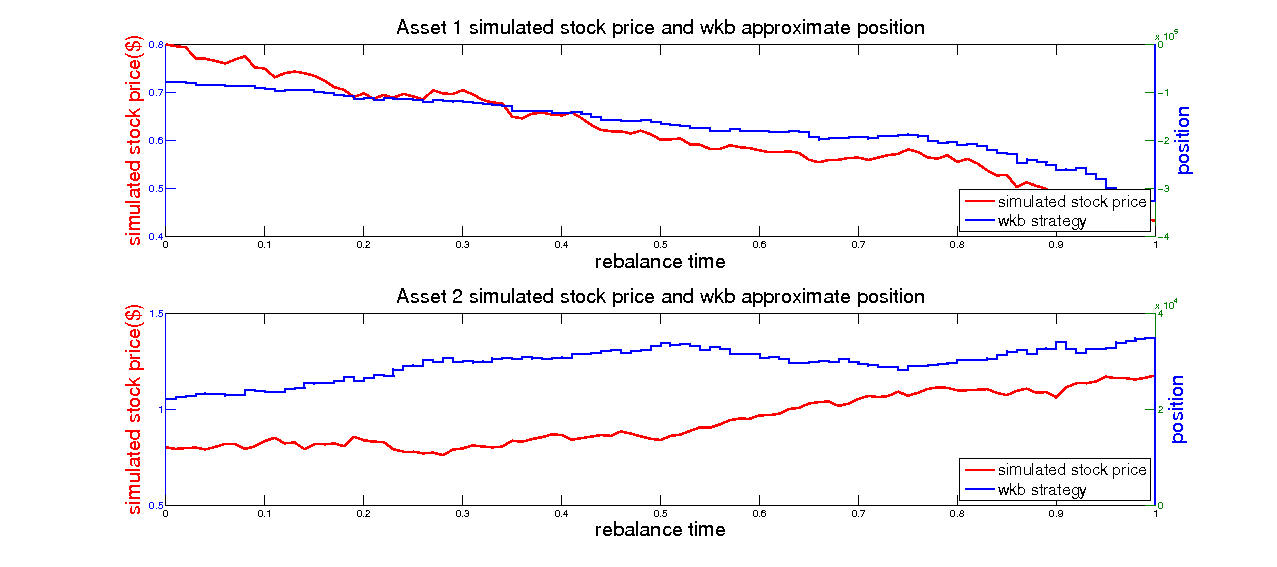 Asset 1 simulated stock price and wkb approximate position
x 10^5
simulated stock price($)
0.8
0.7
0.6
0.5
0.4
0
-1
-2
-3
-4
position
simulated stock price
wkb strategy
0 0.1 0.2 0.3 0.4 0.5 0.6 0.7 0.8 0.9 1
rebalance time
Asset 2 simulated stock price and wkb approximate position
x 10^4
simulated stock price($)
1.5
1
0.5
4
2
0
position
simulated stock price
wkb strategy
0 0.1 0.2 0.3 0.4 0.5 0.6 0.7 0.8 0.9 1
rebalance time